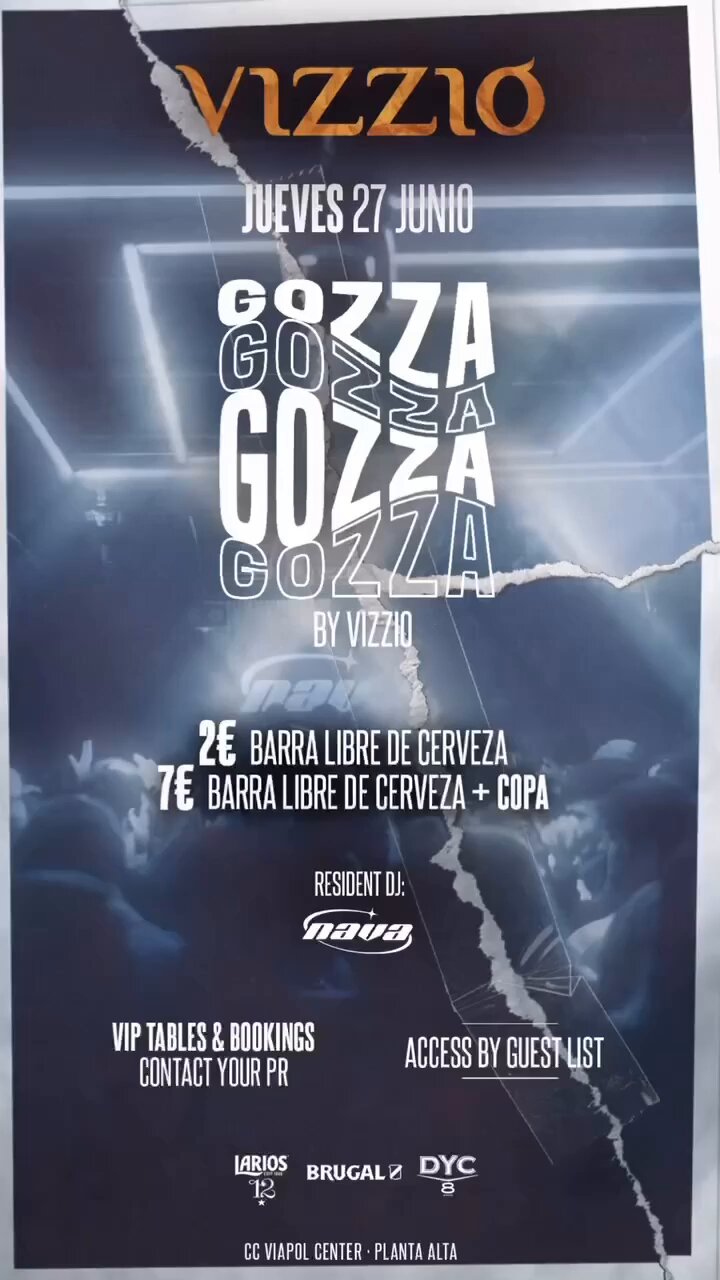 VIZZIO
JUEVES 27 JUNIO
GOZZA
GOZZA
GOZZA
GOZZA
BY VIZZIO
nava
2€ BARRA LIBRE DE CERVEZA
7€ BARRA LIBRE DE CERVEZA + COPA
RESIDENT DJ:
nava
VIP TABLES & BOOKINGS
CONTACT YOUR PR
ACCESS BY GUEST LIST
LARIOS
12
BRUGAL
DYC
8
CC VIAPOL CENTER · PLANTA ALTA